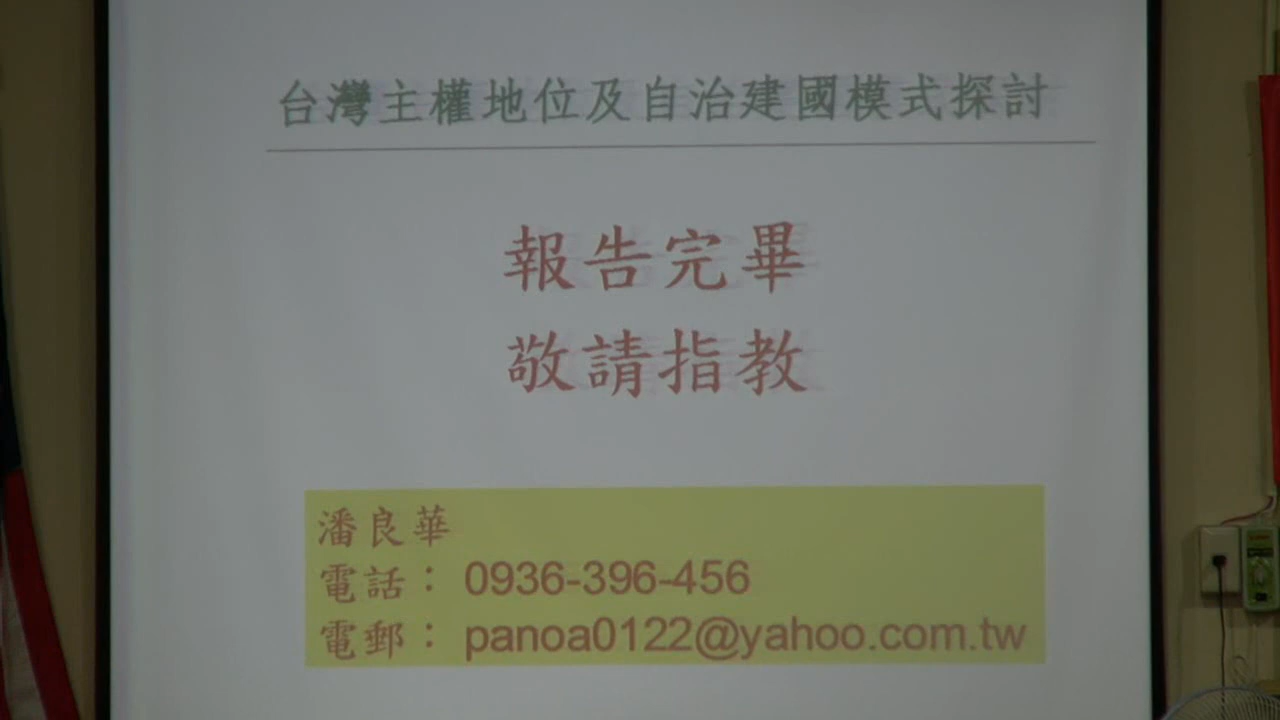 台灣主權地位及自治建國模式探討
報告完畢
敬請指教
潘良華
電話： 0936-396-456
電郵： panoa0122@yahoo.com.tw